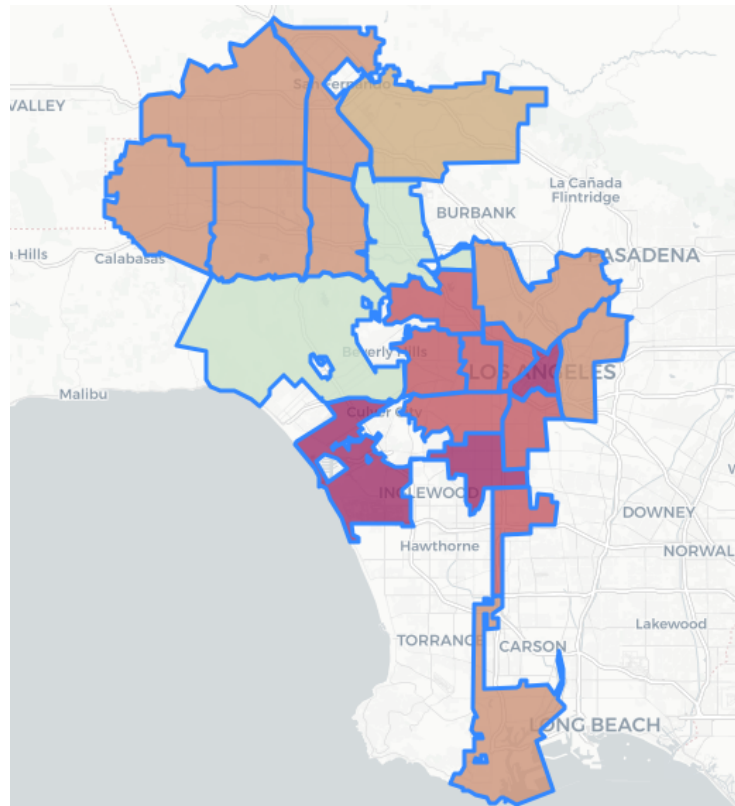 San Fernando
VALLEY
La Cañada
Flintridge
BURBANK
Hills
Calabasas
PASADENA
Beverly Hills
LOS ANGELES
Malibu
Culver City
INGLEWOOD
DOWNEY
Hawthorne
NORWAL
TORRANCE
CARSON
Lakewood
LONG BEACH